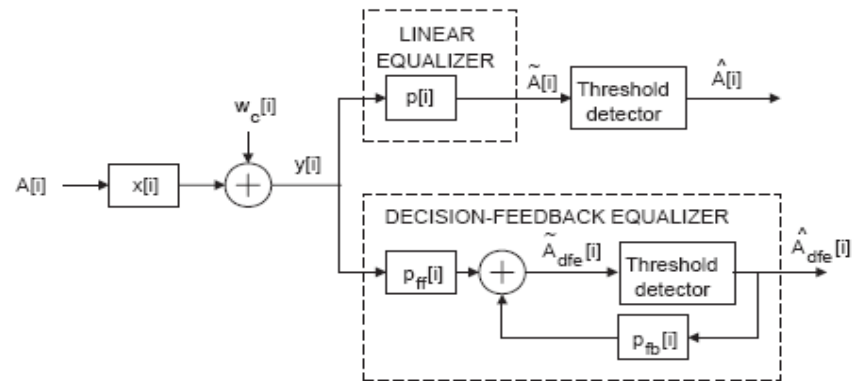 LINEAR
EQUALIZER
p[i]
Ã[i]
Threshold
detector
Â[i]
w_c[i]
A[i]
x[i]
+
y[i]
DECISION-FEEDBACK EQUALIZER
p_ff[i]
+
Ã_dfe[i]
Threshold
detector
Â_dfe[i]
p_fb[i]